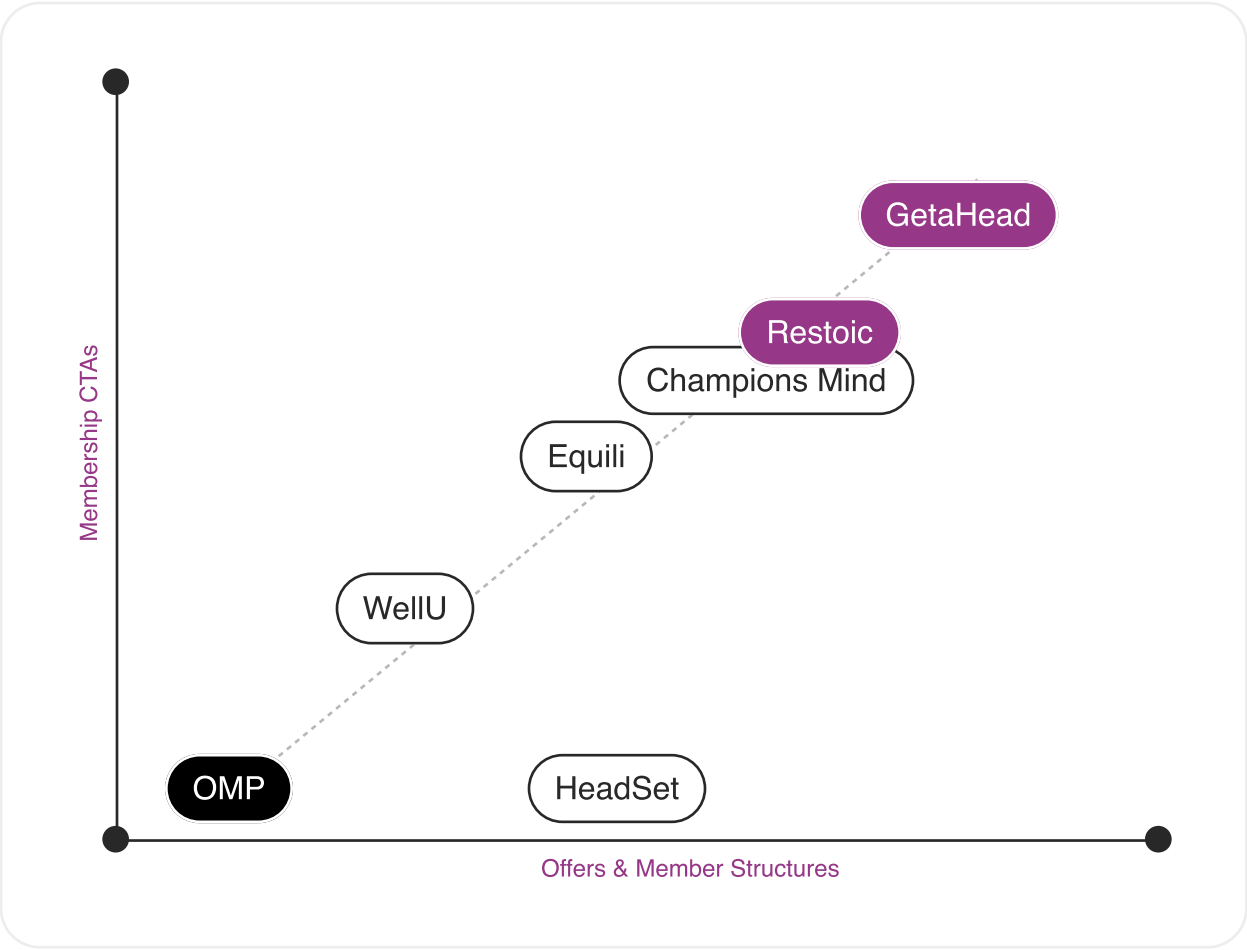 GetaHead
Restoic
Champions Mind
Equili
WellU
OMP
HeadSet
Membership CTAs
Offers & Member Structures